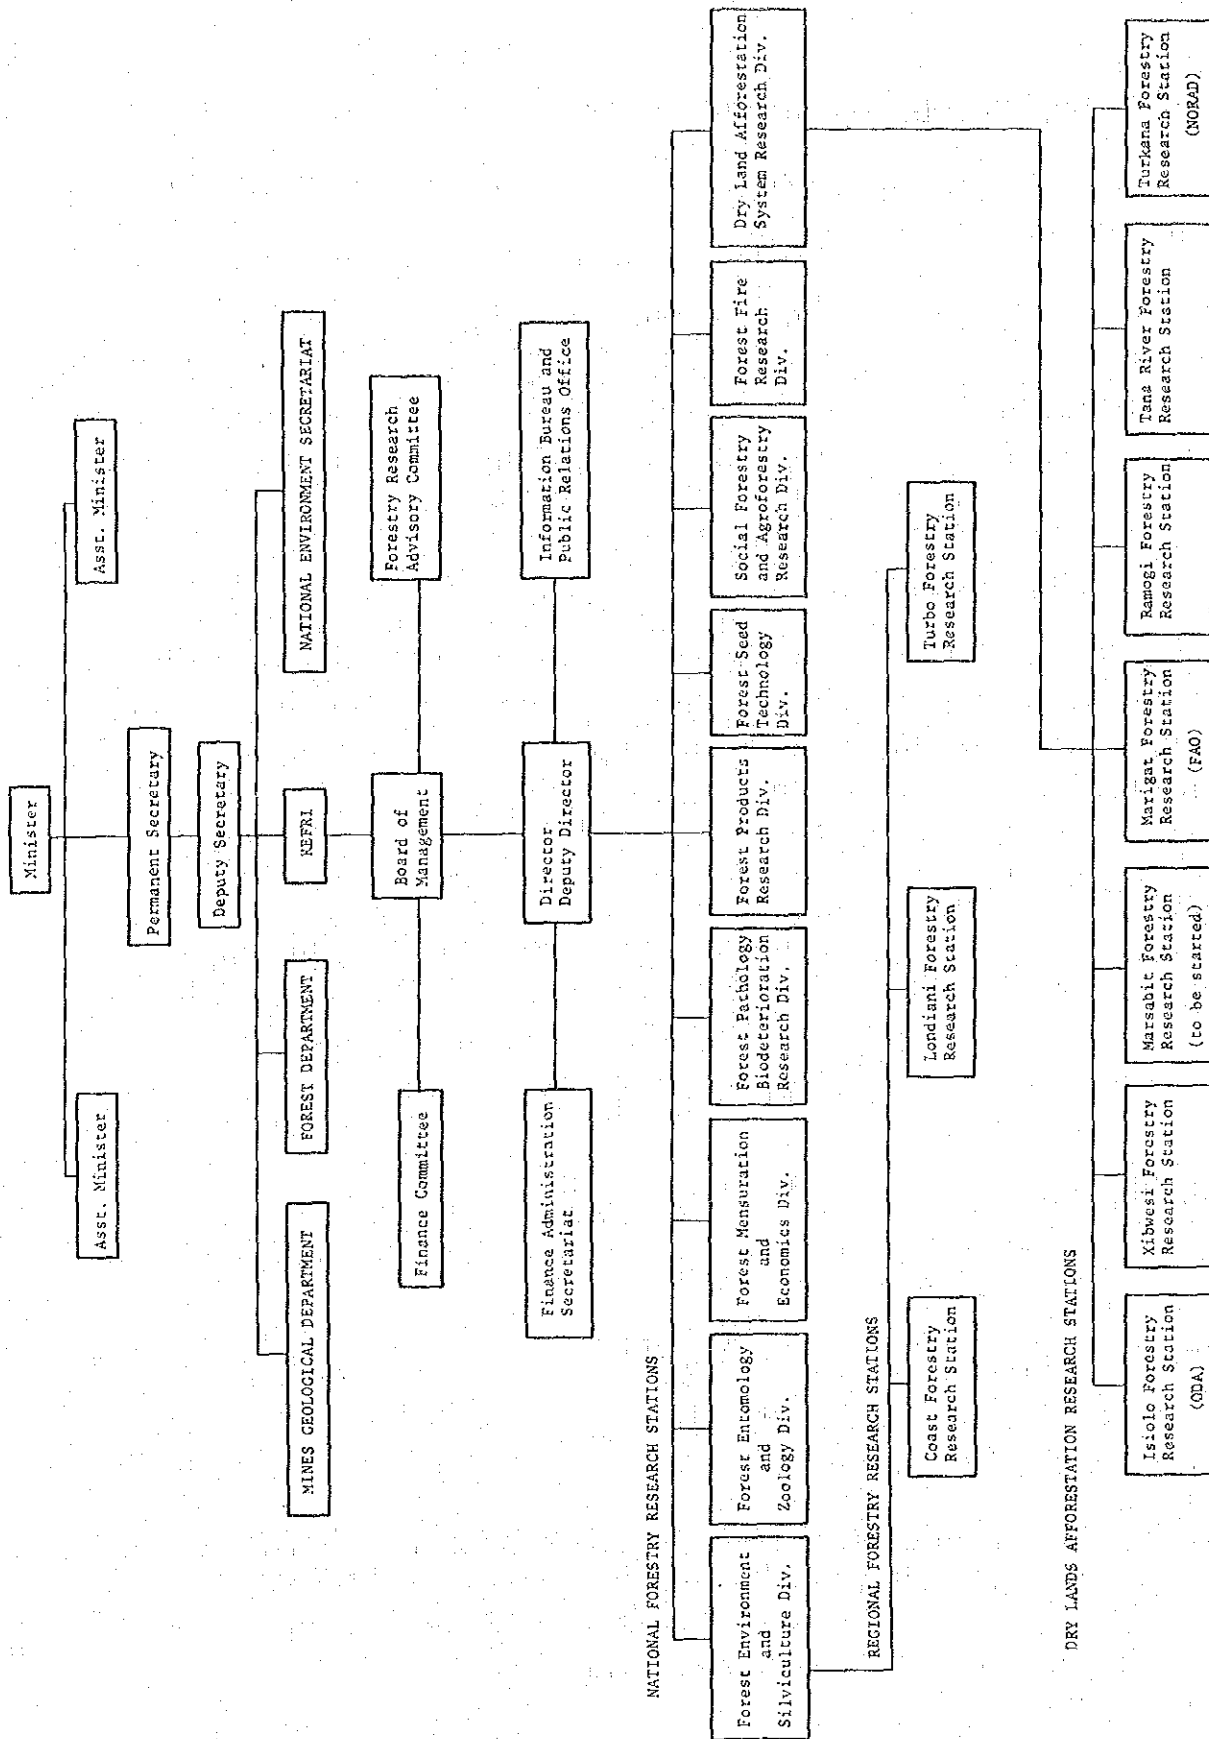 Minister
Asst. Minister
Asst. Minister
Permanent Secretary
Deputy Secretary
MINES GEOLOGICAL DEPARTMENT
FOREST DEPARTMENT
KEFRI
NATIONAL ENVIRONMENT SECRETARIAT
Finance Committee
Board of
Management
Forestry Research
Advisory Committee
Finance Administration
Secretariat
Director
Deputy Director
Information Bureau and
Public Relations Office
NATIONAL FORESTRY RESEARCH STATIONS
Forest Environment
and
Silviculture Div.
Forest Entomology
and
Zoology Div.
Forest Mensuration
and
Economics Div.
Forest Pathology
Biodeterioration
Research Div.
Forest Products
Research Div.
Forest Seed
Technology
Div.
Social Forestry
and Agroforestry
Research Div.
Forest Fire
Research
Div.
Dry Land Afforestation
System Research Div.
REGIONAL FORESTRY RESEARCH STATIONS
Coast Forestry
Research Station
Londiani Forestry
Research Station
Turbo Forestry
Research Station
DRY LANDS AFFORESTATION RESEARCH STATIONS
Isiolo Forestry
Research Station
(ODA)
Xibwesi Forestry
Research Station
Marsabit Forestry
Research Station
(to be started)
Marigat Forestry
Research Station
(FAO)
Ramogi Forestry
Research Station
Tana River Forestry
Research Station
Turkana Forestry
Research Station
(NORAD)